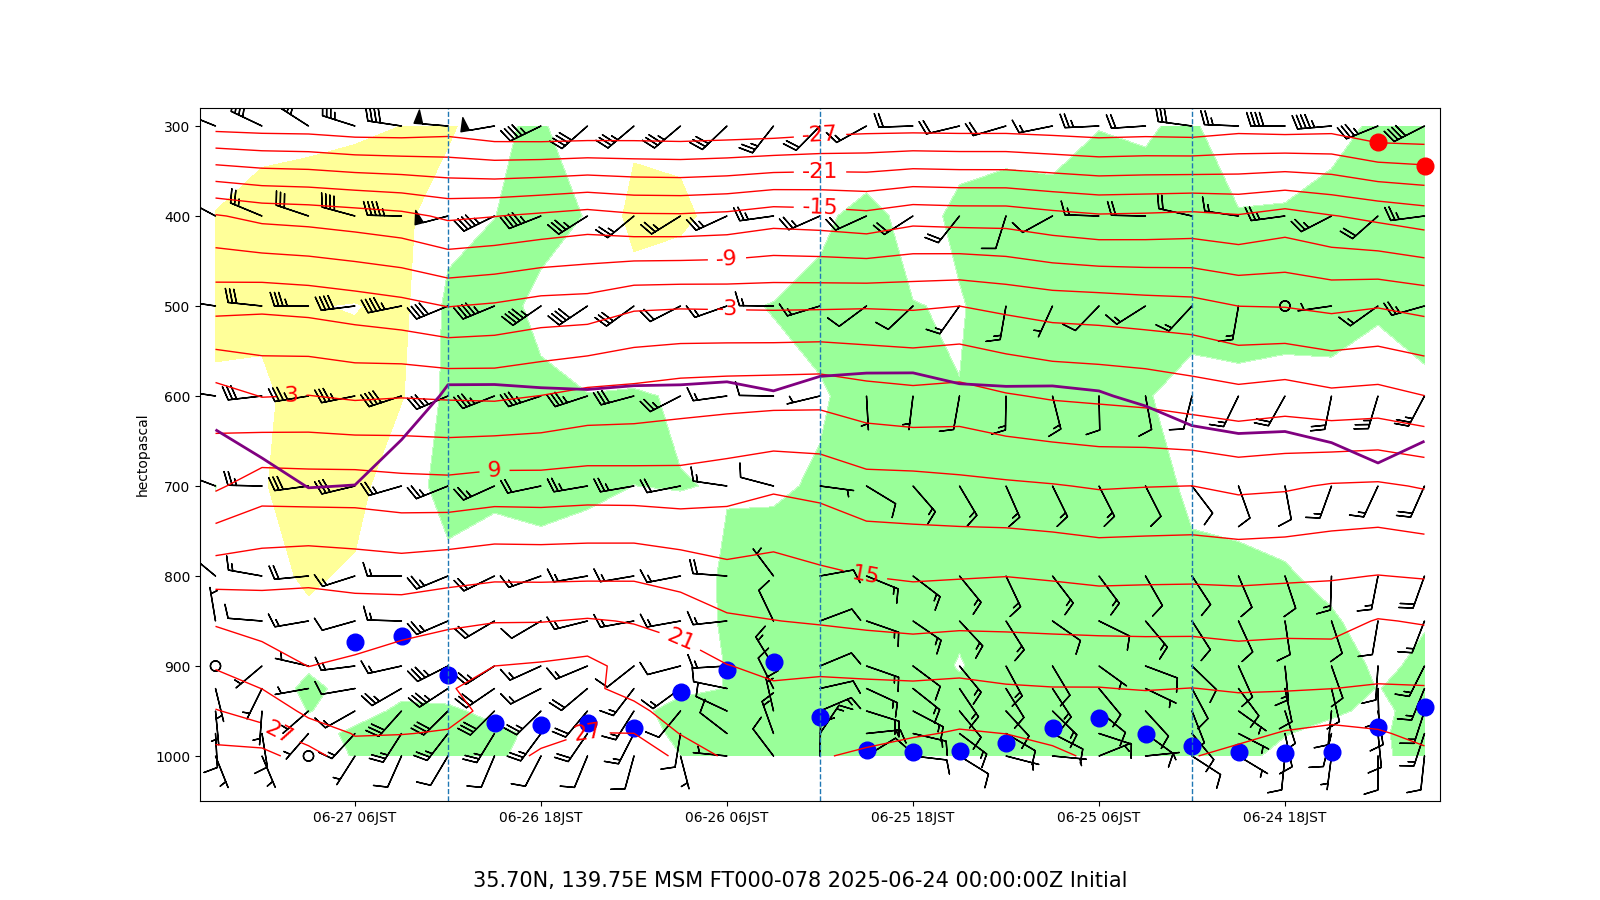 300
400
500
600
700
800
900
1000
hectopascal
-27
-21
-15
-9
-3
3
9
15
21
27
27
06-27 06JST
06-26 18JST
06-26 06JST
06-25 18JST
06-25 06JST
06-24 18JST
35.70N, 139.75E MSM FT000-078 2025-06-24 00:00:00Z Initial